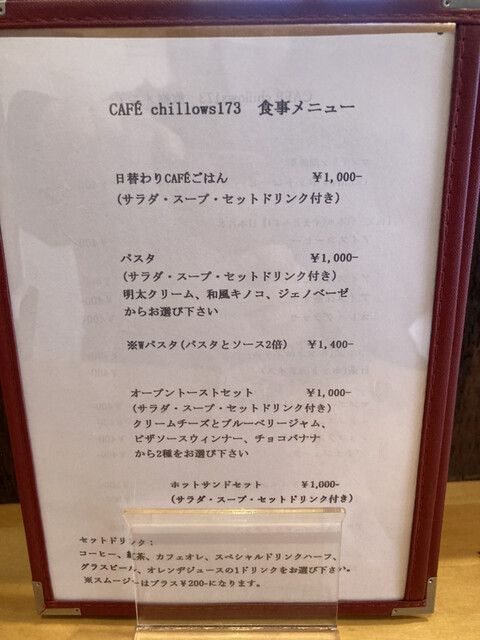 CAFÉ chillows173　食事メニュー
日替わりCAFÉごはん　¥1,000-
(サラダ・スープ・セットドリンク付き)
パスタ　¥1,000-
(サラダ・スープ・セットドリンク付き)
明太クリーム、和風キノコ、ジェノベーゼ
からお選び下さい
※Wパスタ(パスタとソース2倍)　¥1,400-
オープントーストセット　¥1,000-
(サラダ・スープ・セットドリンク付き)
クリームチーズとブルーベリージャム、
ピザソースウィンナー、チョコバナナ
から2種をお選び下さい
ホットサンドセット　¥1,000-
(サラダ・スープ・セットドリンク付き)
セットドリンク：
コーヒー、紅茶、カフェオレ、スペシャルドリンクハーフ、
グラスビール、オレンヂジュースの1ドリンクをお選び下さい。
※スムージーはプラス¥200-になります。